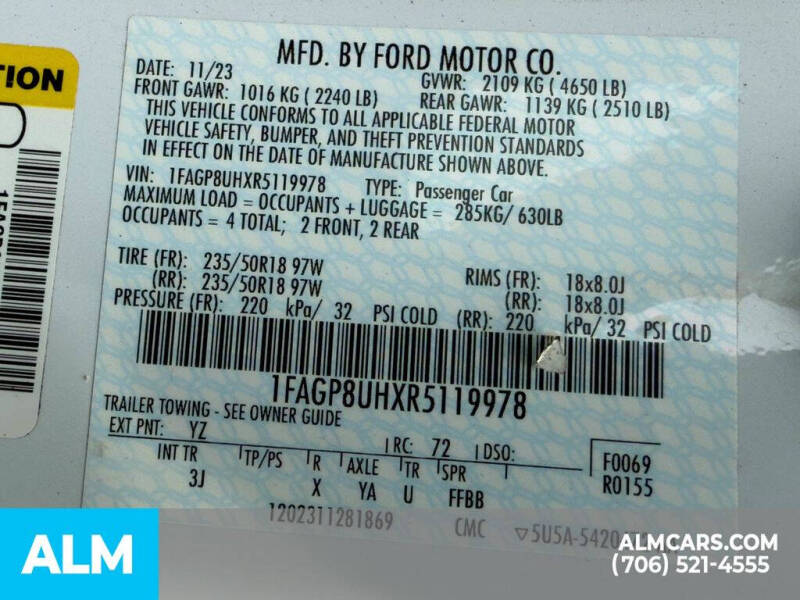 TION
MFD. BY FORD MOTOR CO.
DATE: 11/23 GVWR: 2109 KG ( 4650 LB)
FRONT GAWR: 1016 KG ( 2240 LB) REAR GAWR: 1139 KG ( 2510 LB)
THIS VEHICLE CONFORMS TO ALL APPLICABLE FEDERAL MOTOR
VEHICLE SAFETY, BUMPER, AND THEFT PREVENTION STANDARDS
IN EFFECT ON THE DATE OF MANUFACTURE SHOWN ABOVE.
VIN: 1FAGP8UHXR5119978 TYPE: Passenger Car
MAXIMUM LOAD = OCCUPANTS + LUGGAGE = 285KG/ 630LB
OCCUPANTS = 4 TOTAL; 2 FRONT, 2 REAR
TIRE (FR): 235/50R18 97W RIMS (FR): 18x8.0J
(RR): 235/50R18 97W (RR): 18x8.0J
PRESSURE (FR): 220 kPa/ 32 PSI COLD (RR): 220 kPa/ 32 PSI COLD
1FAGP8UHXR5119978
TRAILER TOWING - SEE OWNER GUIDE
EXT PNT: YZ RC: 72 DSO: F0069
INT TR TP/PS R AXLE TR SPR R0155
3J X YA U FFBB
1202311281869 CMC
ALM
ALMCARS.COM
(706) 521-4555